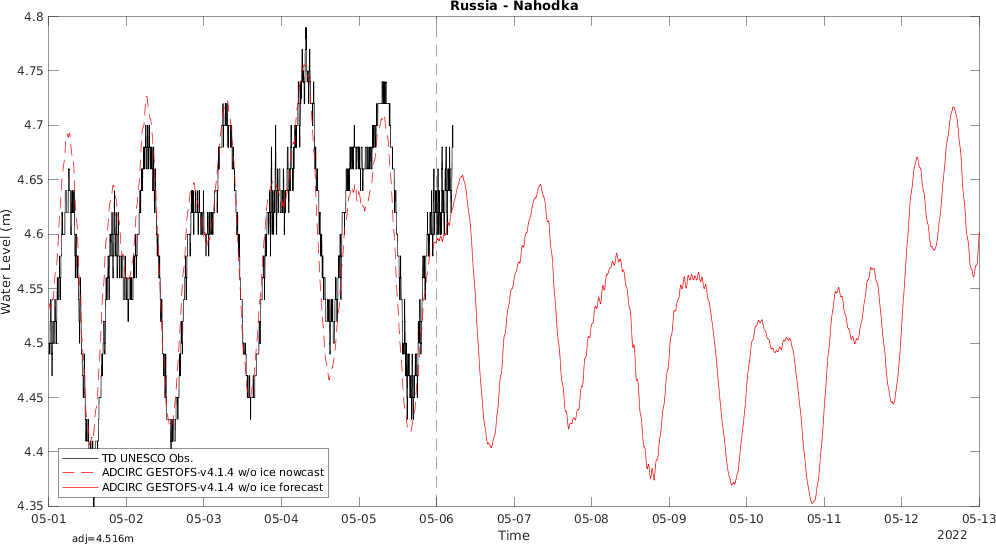 Russia - Nahodka
Water Level (m)
4.8
4.75
4.7
4.65
4.6
4.55
4.5
4.45
4.4
4.35
TD UNESCO Obs.
ADCIRC GESTOFS-v4.1.4 w/o ice nowcast
ADCIRC GESTOFS-v4.1.4 w/o ice forecast
05-01 05-02 05-03 05-04 05-05 05-06 05-07 05-08 05-09 05-10 05-11 05-12 05-13
Time 2022
adj=4.516m